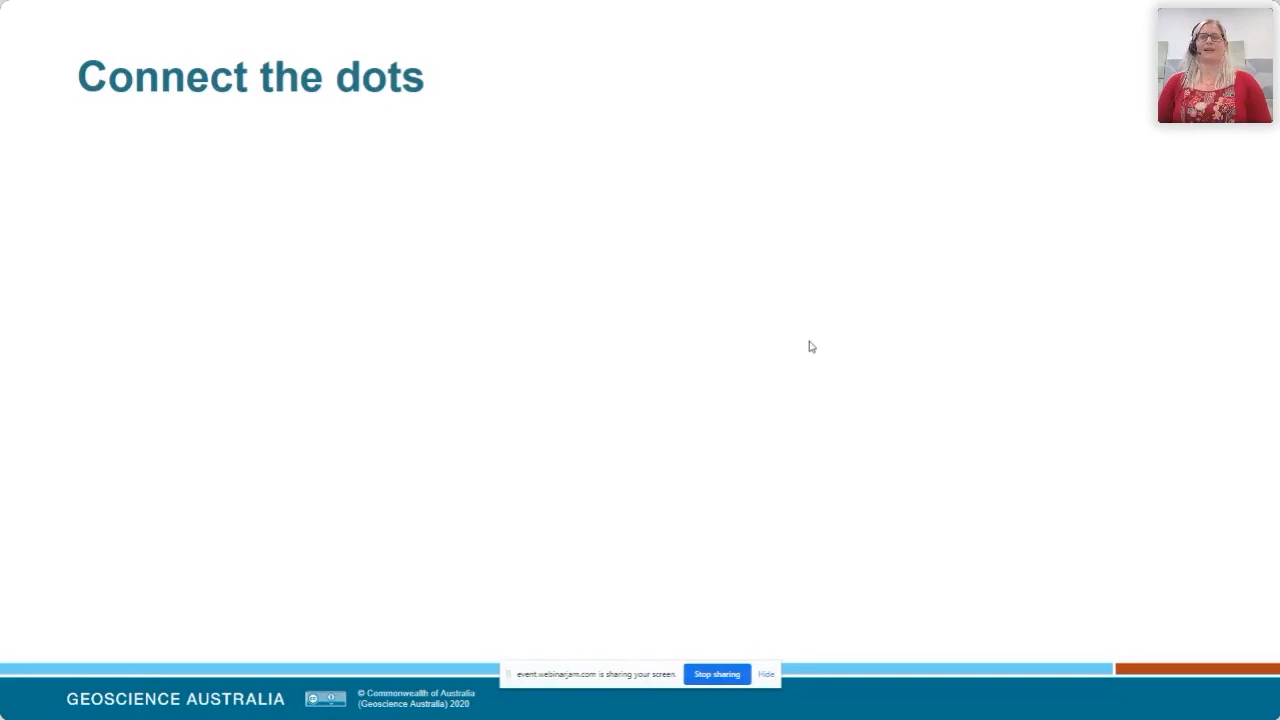 Connect the dots
event.webinarjam.com is sharing your screen.
Stop sharing
Hide
GEOSCIENCE AUSTRALIA
© Commonwealth of Australia
(Geoscience Australia) 2020